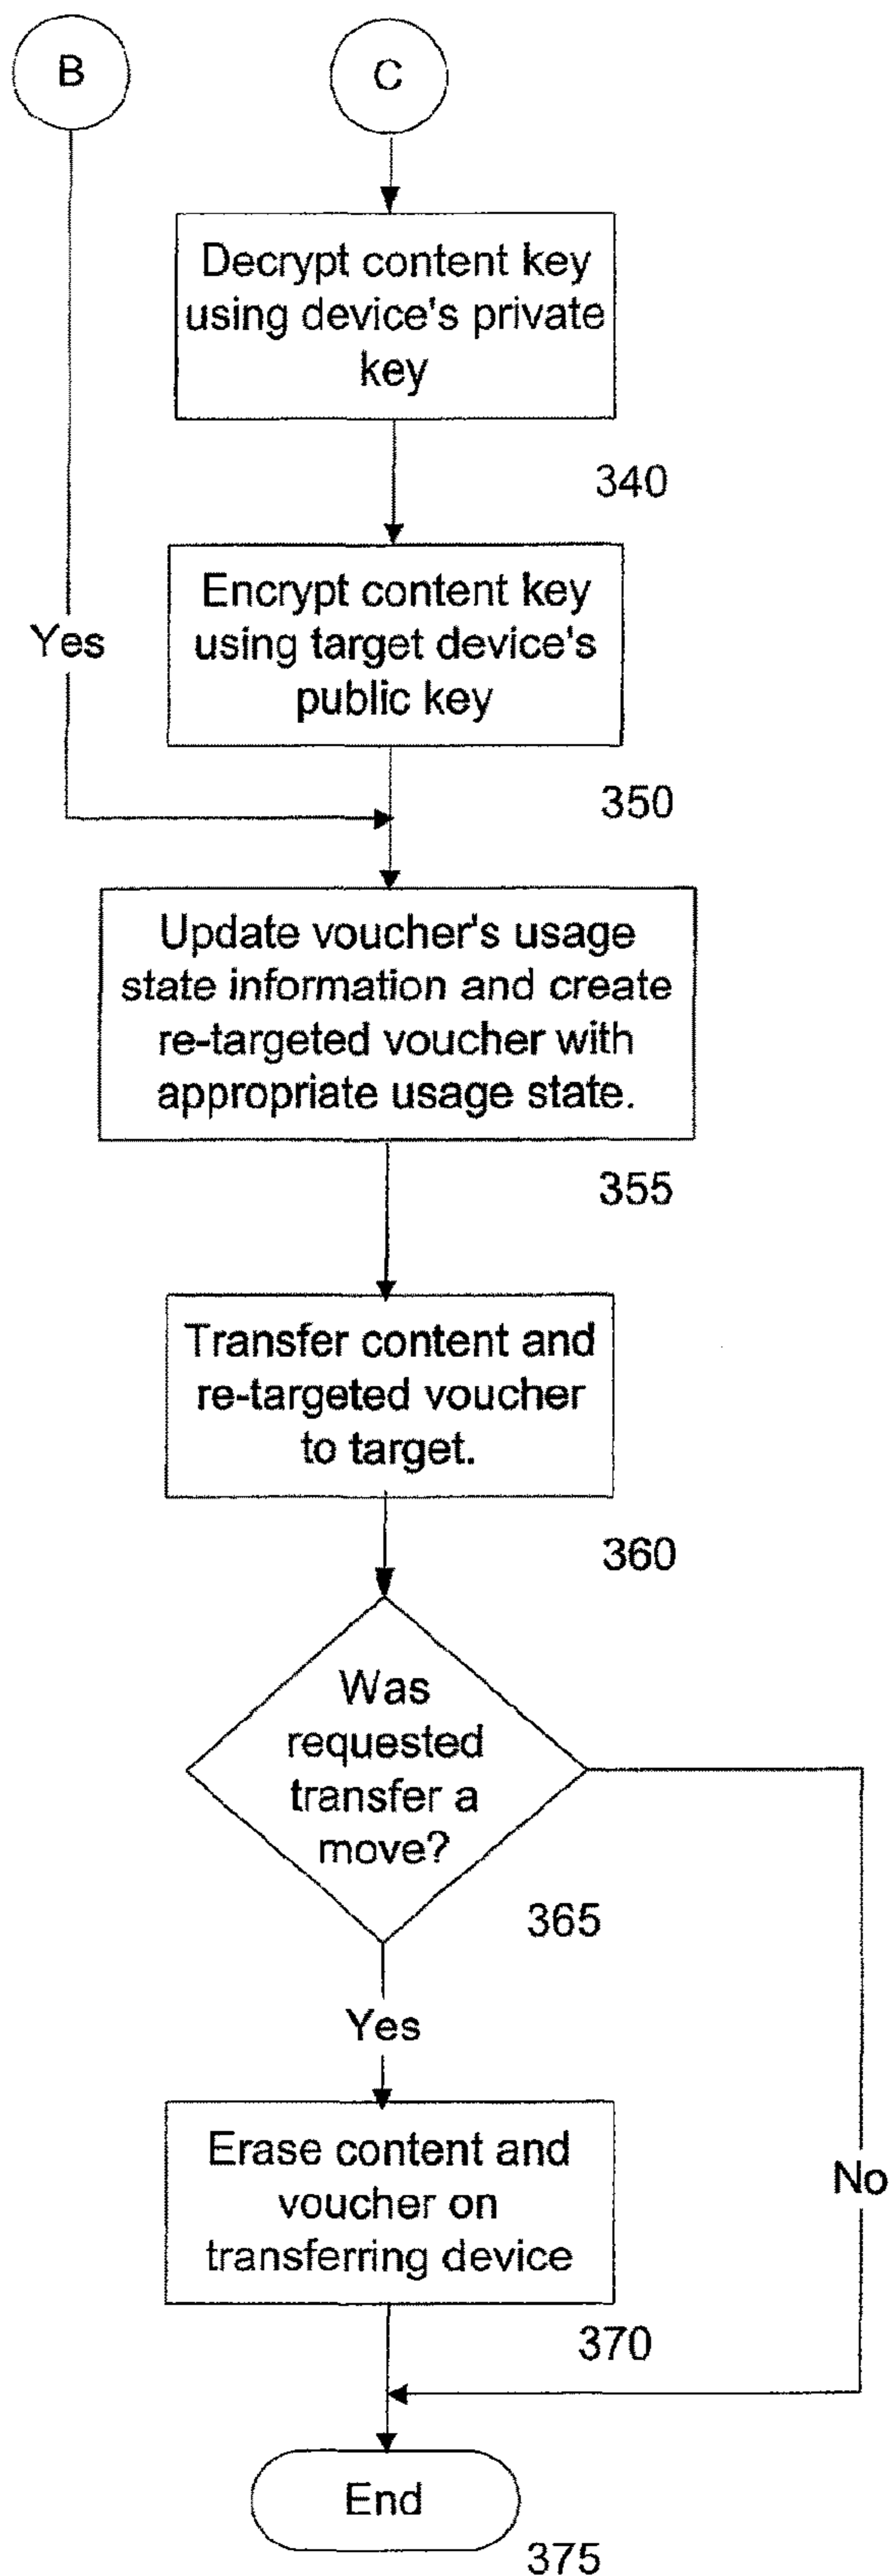 B
C
Decrypt content key
using device's private
key
340
Encrypt content key
using target device's
public key
Yes
350
Update voucher's usage
state information and create
re-targeted voucher with
appropriate usage state.
355
Transfer content and
re-targeted voucher
to target.
360
Was
requested
transfer a
move?
365
Yes
Erase content and
voucher on
transferring device
No
370
End
375